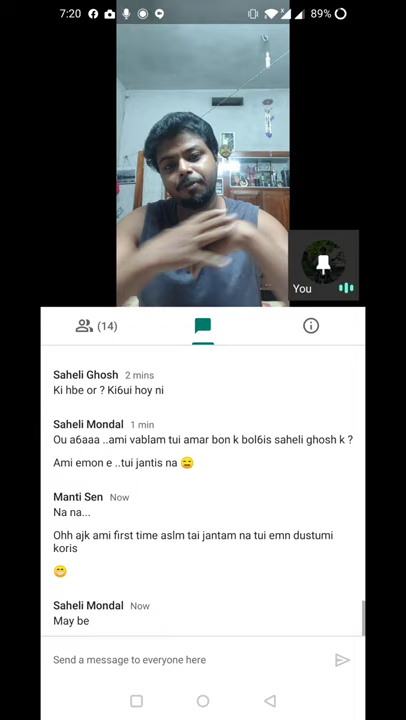 7:20
89%
You
(14)
Saheli Ghosh 2 mins
Ki hbe or ? Ki6ui hoy ni
Saheli Mondal 1 min
Ou a6aaa ..ami vablam tui amar bon k bol6is saheli ghosh k ?
Ami emon e ..tui jantis na 😑
Manti Sen Now
Na na...
Ohh ajk ami first time aslm tai jantam na tui emn dustumi
koris
😁
Saheli Mondal Now
May be
Send a message to everyone here